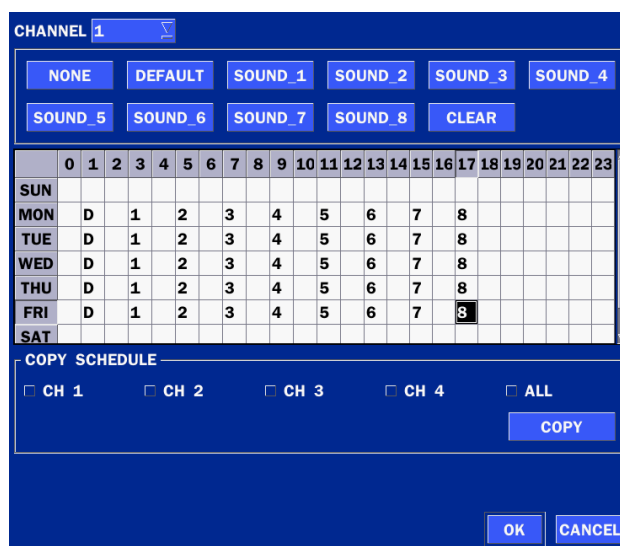 CHANNEL 1
NONE DEFAULT SOUND_1 SOUND_2 SOUND_3 SOUND_4
SOUND_5 SOUND_6 SOUND_7 SOUND_8 CLEAR
0 1 2 3 4 5 6 7 8 9 10 11 12 13 14 15 16 17 18 19 20 21 22 23
SUN
MON D 1 2 3 4 5 6 7 8
TUE D 1 2 3 4 5 6 7 8
WED D 1 2 3 4 5 6 7 8
THU D 1 2 3 4 5 6 7 8
FRI D 1 2 3 4 5 6 7 8
SAT
COPY SCHEDULE
CH 1 CH 2 CH 3 CH 4 ALL
COPY
OK CANCEL